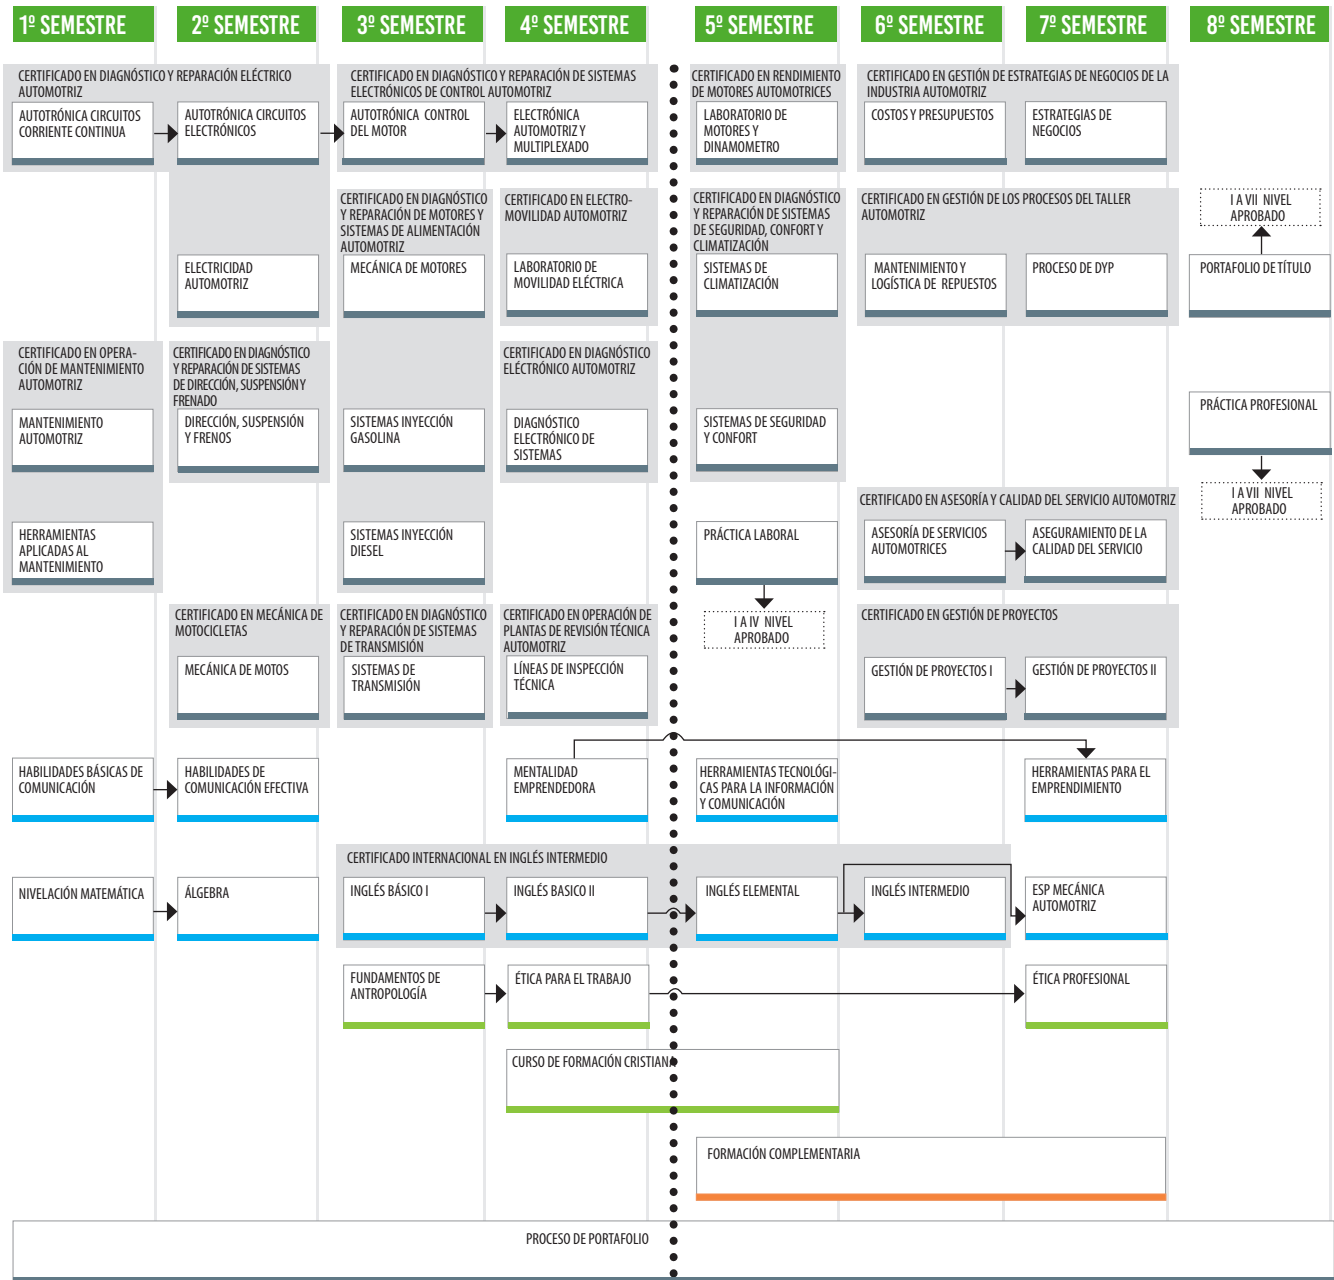 1º SEMESTRE
2º SEMESTRE
3º SEMESTRE
4º SEMESTRE
5º SEMESTRE
6º SEMESTRE
7º SEMESTRE
8º SEMESTRE
CERTIFICADO EN DIAGNÓSTICO Y REPARACIÓN ELÉCTRICO
AUTOMOTRIZ
CERTIFICADO EN DIAGNÓSTICO Y REPARACIÓN DE SISTEMAS
ELECTRÓNICOS DE CONTROL AUTOMOTRIZ
CERTIFICADO EN RENDIMIENTO
DE MOTORES AUTOMOTRICES
CERTIFICADO EN GESTIÓN DE ESTRATEGIAS DE NEGOCIOS DE LA
INDUSTRIA AUTOMOTRIZ
AUTOTRÓNICA CIRCUITOS
CORRIENTE CONTINUA
AUTOTRÓNICA CIRCUITOS
ELECTRÓNICOS
AUTOTRÓNICA CONTROL
DEL MOTOR
ELECTRÓNICA
AUTOMOTRIZ Y
MULTIPLEXADO
LABORATORIO DE
MOTORES Y
DINAMOMETRO
COSTOS Y PRESUPUESTOS
ESTRATEGIAS DE
NEGOCIOS
CERTIFICADO EN DIAGNÓSTICO
Y REPARACIÓN DE MOTORES Y
SISTEMAS DE ALIMENTACIÓN
AUTOMOTRIZ
CERTIFICADO EN ELECTRO-
MOVILIDAD AUTOMOTRIZ
CERTIFICADO EN DIAGNÓSTICO
Y REPARACIÓN DE SISTEMAS
DE SEGURIDAD, CONFORT Y
CLIMATIZACIÓN
CERTIFICADO EN GESTIÓN DE LOS PROCESOS DEL TALLER
AUTOMOTRIZ
I A VII NIVEL
APROBADO
ELECTRICIDAD
AUTOMOTRIZ
MECÁNICA DE MOTORES
LABORATORIO DE
MOVILIDAD ELÉCTRICA
SISTEMAS DE
CLIMATIZACIÓN
MANTENIMIENTO Y
LOGÍSTICA DE REPUESTOS
PROCESO DE DYP
PORTAFOLIO DE TÍTULO
CERTIFICADO EN OPERA-
CIÓN DE MANTENIMIENTO
AUTOMOTRIZ
CERTIFICADO EN DIAGNÓSTICO
Y REPARACIÓN DE SISTEMAS
DE DIRECCIÓN, SUSPENSIÓN Y
FRENADO
CERTIFICADO EN DIAGNÓSTICO
ELÉCTRÓNICO AUTOMOTRIZ
MANTENIMIENTO
AUTOMOTRIZ
DIRECCIÓN, SUSPENSIÓN
Y FRENOS
SISTEMAS INYECCIÓN
GASOLINA
DIAGNÓSTICO
ELECTRÓNICO DE
SISTEMAS
SISTEMAS DE SEGURIDAD
Y CONFORT
PRÁCTICA PROFESIONAL
I A VII NIVEL
APROBADO
CERTIFICADO EN ASESORÍA Y CALIDAD DEL SERVICIO AUTOMOTRIZ
HERRAMIENTAS
APLICADAS AL
MANTENIMIENTO
SISTEMAS INYECCIÓN
DIESEL
PRÁCTICA LABORAL
ASESORÍA DE SERVICIOS
AUTOMOTRICES
ASEGURAMIENTO DE LA
CALIDAD DEL SERVICIO
I A IV NIVEL
APROBADO
CERTIFICADO EN MECÁNICA DE
MOTOCICLETAS
CERTIFICADO EN DIAGNÓSTICO
Y REPARACIÓN DE SISTEMAS
DE TRANSMISIÓN
CERTIFICADO EN OPERACIÓN DE
PLANTAS DE REVISIÓN TÉCNICA
AUTOMOTRIZ
CERTIFICADO EN GESTIÓN DE PROYECTOS
MECÁNICA DE MOTOS
SISTEMAS DE
TRANSMISIÓN
LÍNEAS DE INSPECCIÓN
TÉCNICA
GESTIÓN DE PROYECTOS I
GESTIÓN DE PROYECTOS II
HABILIDADES BÁSICAS DE
COMUNICACIÓN
HABILIDADES DE
COMUNICACIÓN EFECTIVA
MENTALIDAD
EMPRENDEDORA
HERRAMIENTAS TECNOLÓGI-
CAS PARA LA INFORMACIÓN
Y COMUNICACIÓN
HERRAMIENTAS PARA EL
EMPRENDIMIENTO
CERTIFICADO INTERNACIONAL EN INGLÉS INTERMEDIO
NIVELACIÓN MATEMÁTICA
ÁLGEBRA
INGLÉS BÁSICO I
INGLÉS BASICO II
INGLÉS ELEMENTAL
INGLÉS INTERMEDIO
ESP MECÁNICA
AUTOMOTRIZ
FUNDAMENTOS DE
ANTROPOLOGÍA
ÉTICA PARA EL TRABAJO
ÉTICA PROFESIONAL
CURSO DE FORMACIÓN CRISTIANA
FORMACIÓN COMPLEMENTARIA
PROCESO DE PORTAFOLIO